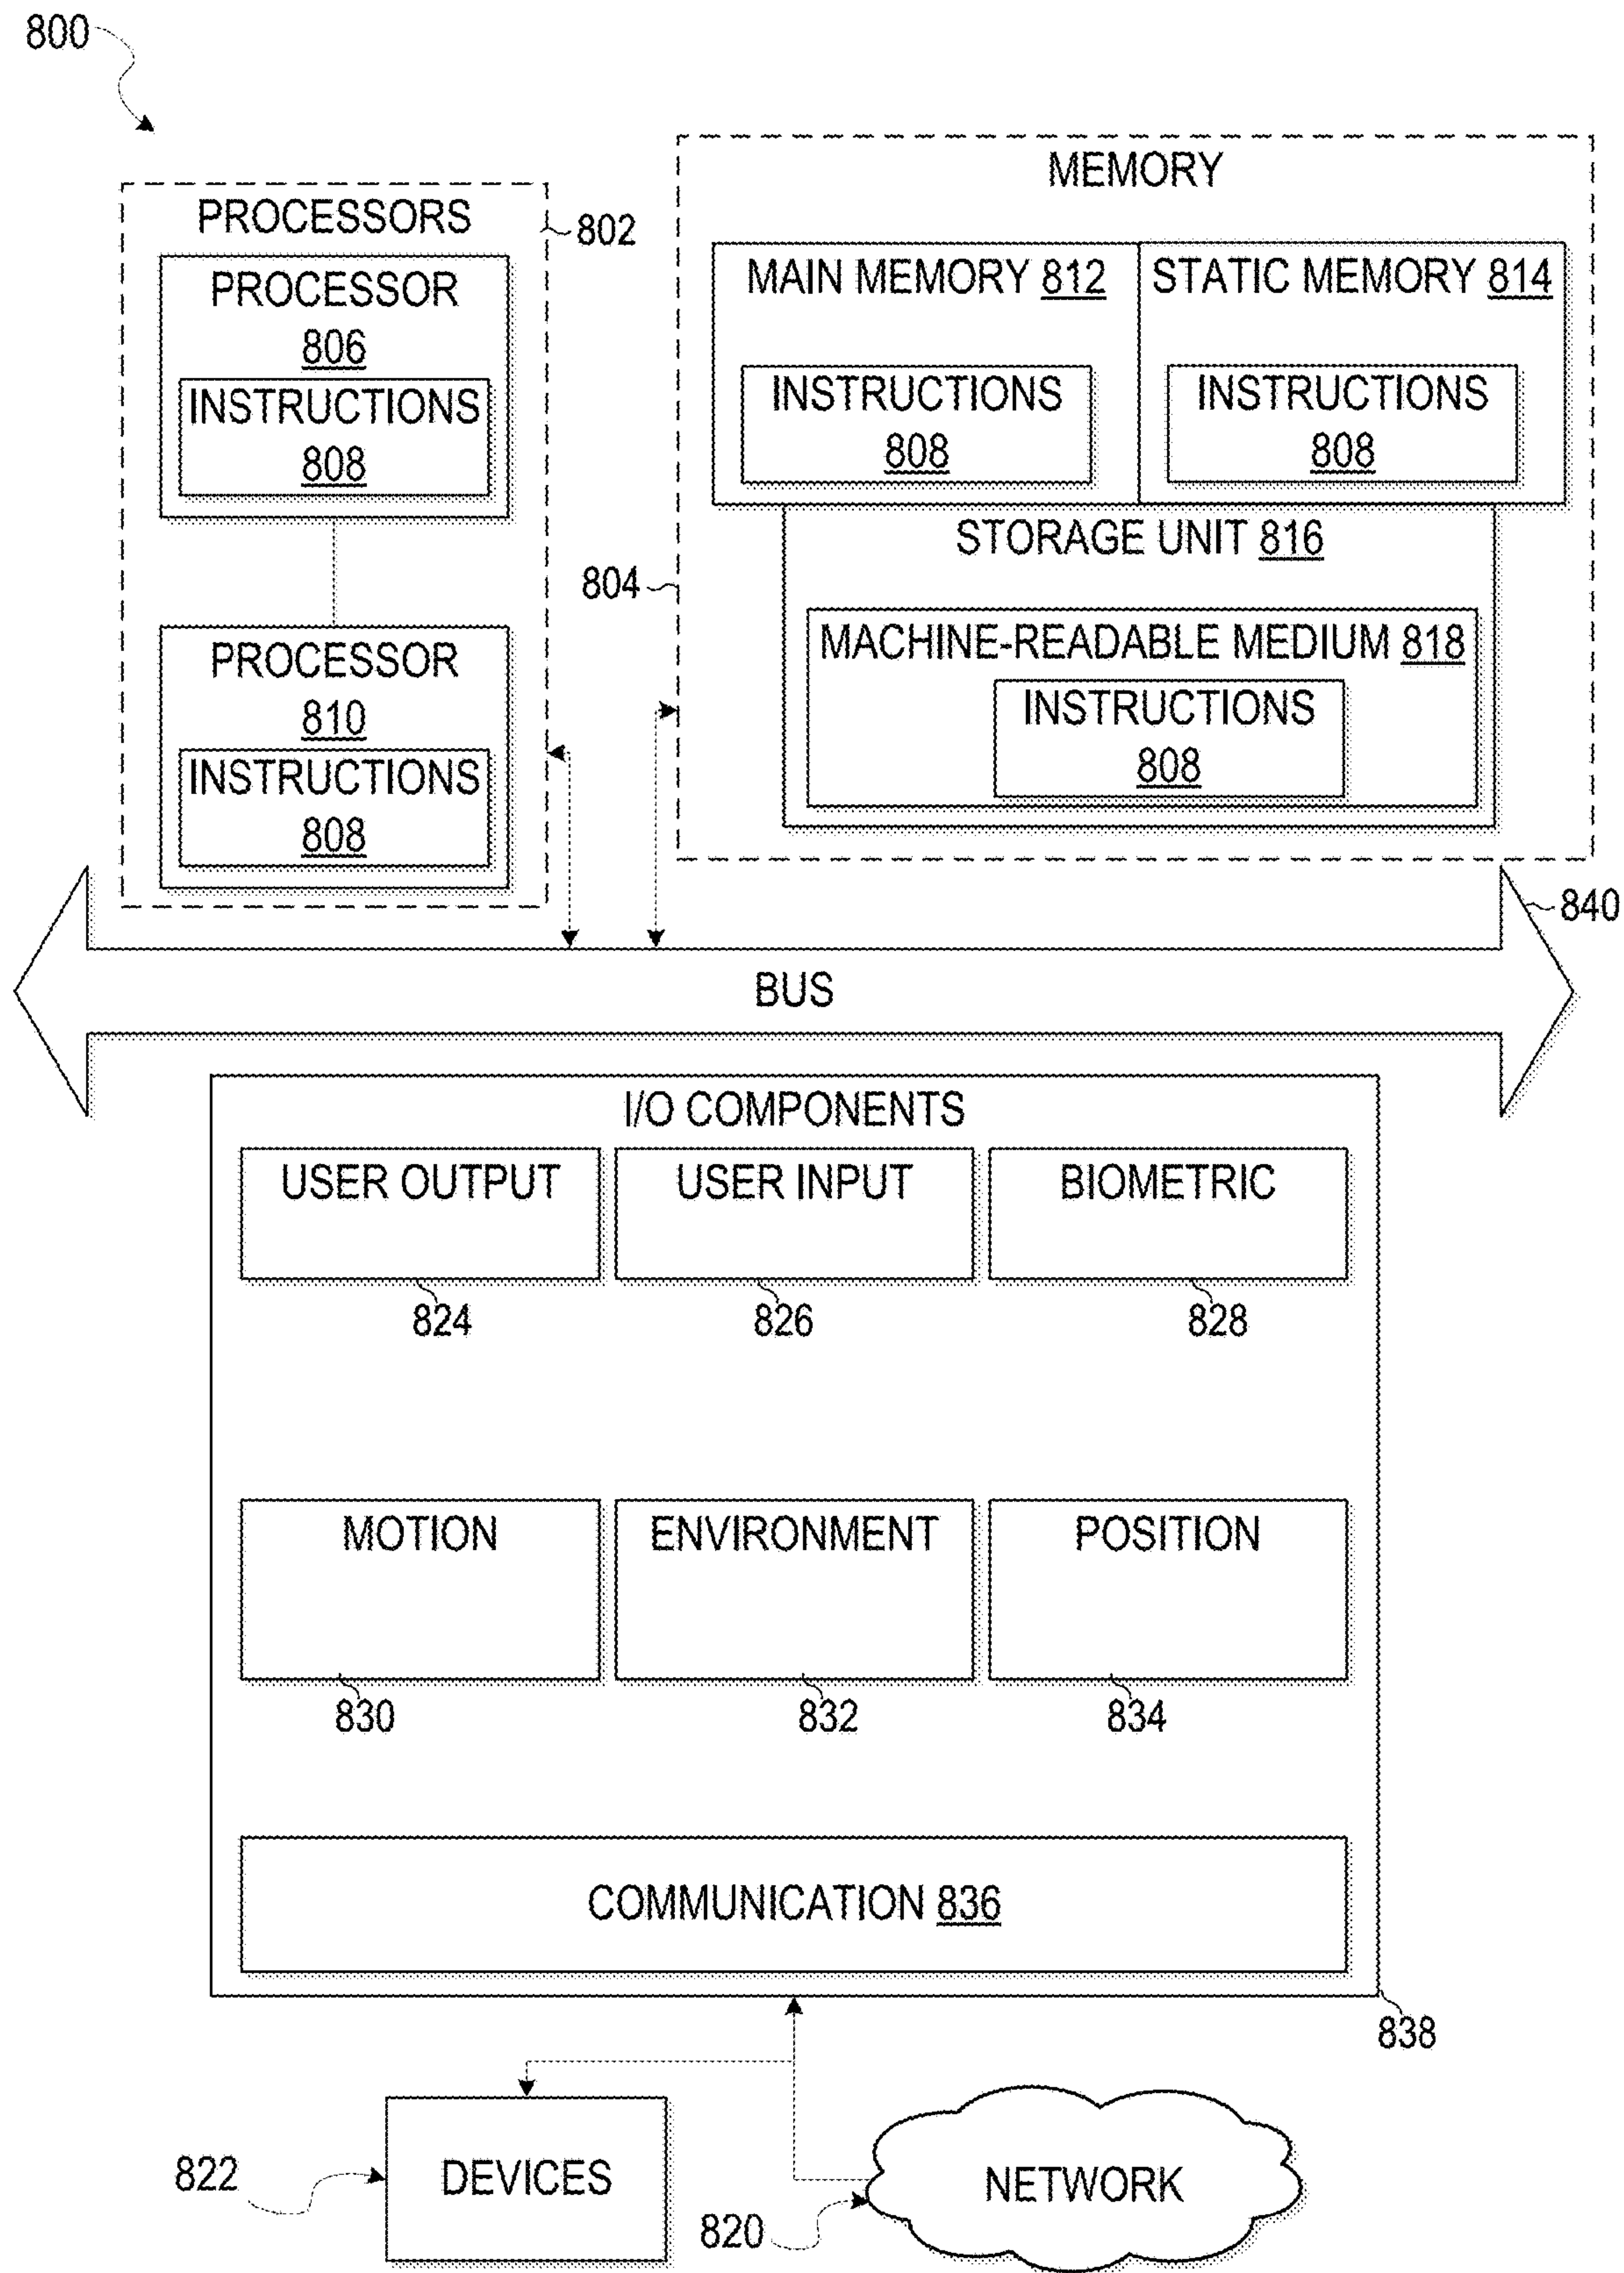 800
PROCESSORS
802
PROCESSOR
806
INSTRUCTIONS
808
PROCESSOR
810
INSTRUCTIONS
808
MEMORY
MAIN MEMORY 812
INSTRUCTIONS
808
STATIC MEMORY 814
INSTRUCTIONS
808
804
STORAGE UNIT 816
MACHINE-READABLE MEDIUM 818
INSTRUCTIONS
808
840
BUS
I/O COMPONENTS
USER OUTPUT
824
USER INPUT
826
BIOMETRIC
828
MOTION
830
ENVIRONMENT
832
POSITION
834
COMMUNICATION 836
838
822
DEVICES
820
NETWORK